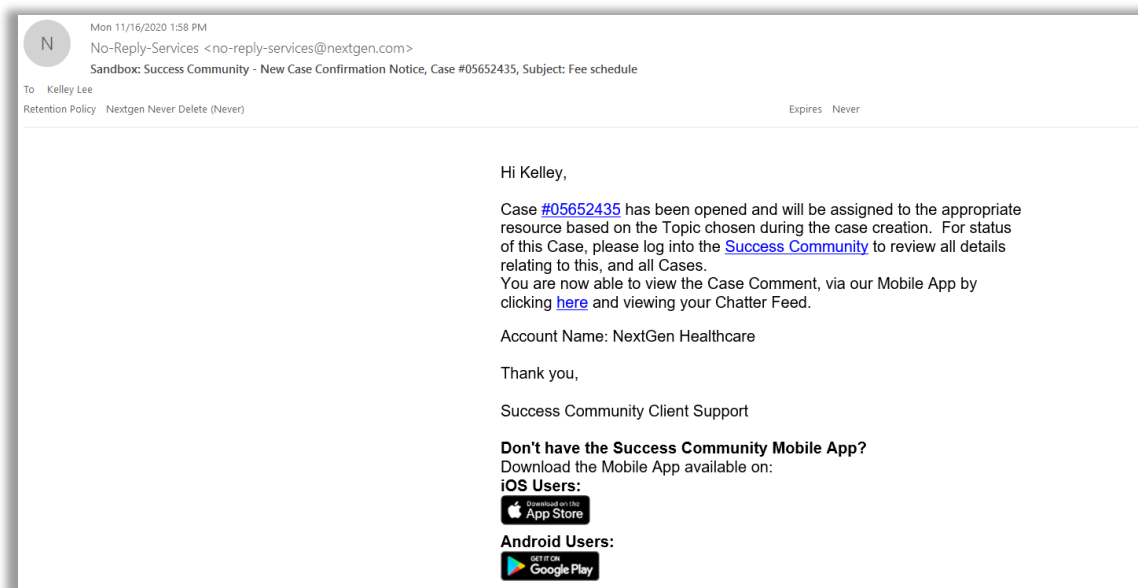 N
Mon 11/16/2020 1:58 PM
No-Reply-Services <no-reply-services@nextgen.com>
Sandbox: Success Community - New Case Confirmation Notice, Case #05652435, Subject: Fee schedule
To Kelley Lee
Retention Policy Nextgen Never Delete (Never) Expires Never
Hi Kelley,
Case #05652435 has been opened and will be assigned to the appropriate
resource based on the Topic chosen during the case creation.  For status
of this Case, please log into the Success Community to review all details
relating to this, and all Cases.
You are now able to view the Case Comment, via our Mobile App by
clicking here and viewing your Chatter Feed.
Account Name: NextGen Healthcare
Thank you,
Success Community Client Support
Don't have the Success Community Mobile App?
Download the Mobile App available on:
iOS Users:
Download on the
App Store
Android Users:
GET IT ON
Google Play